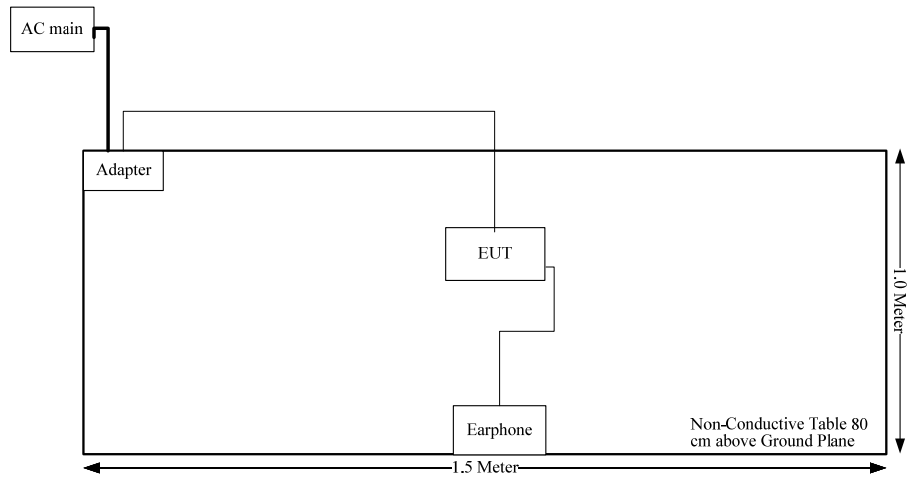 AC main
Adapter
EUT
1.0 Meter
Earphone
Non-Conductive Table 80
cm above Ground Plane
1.5 Meter